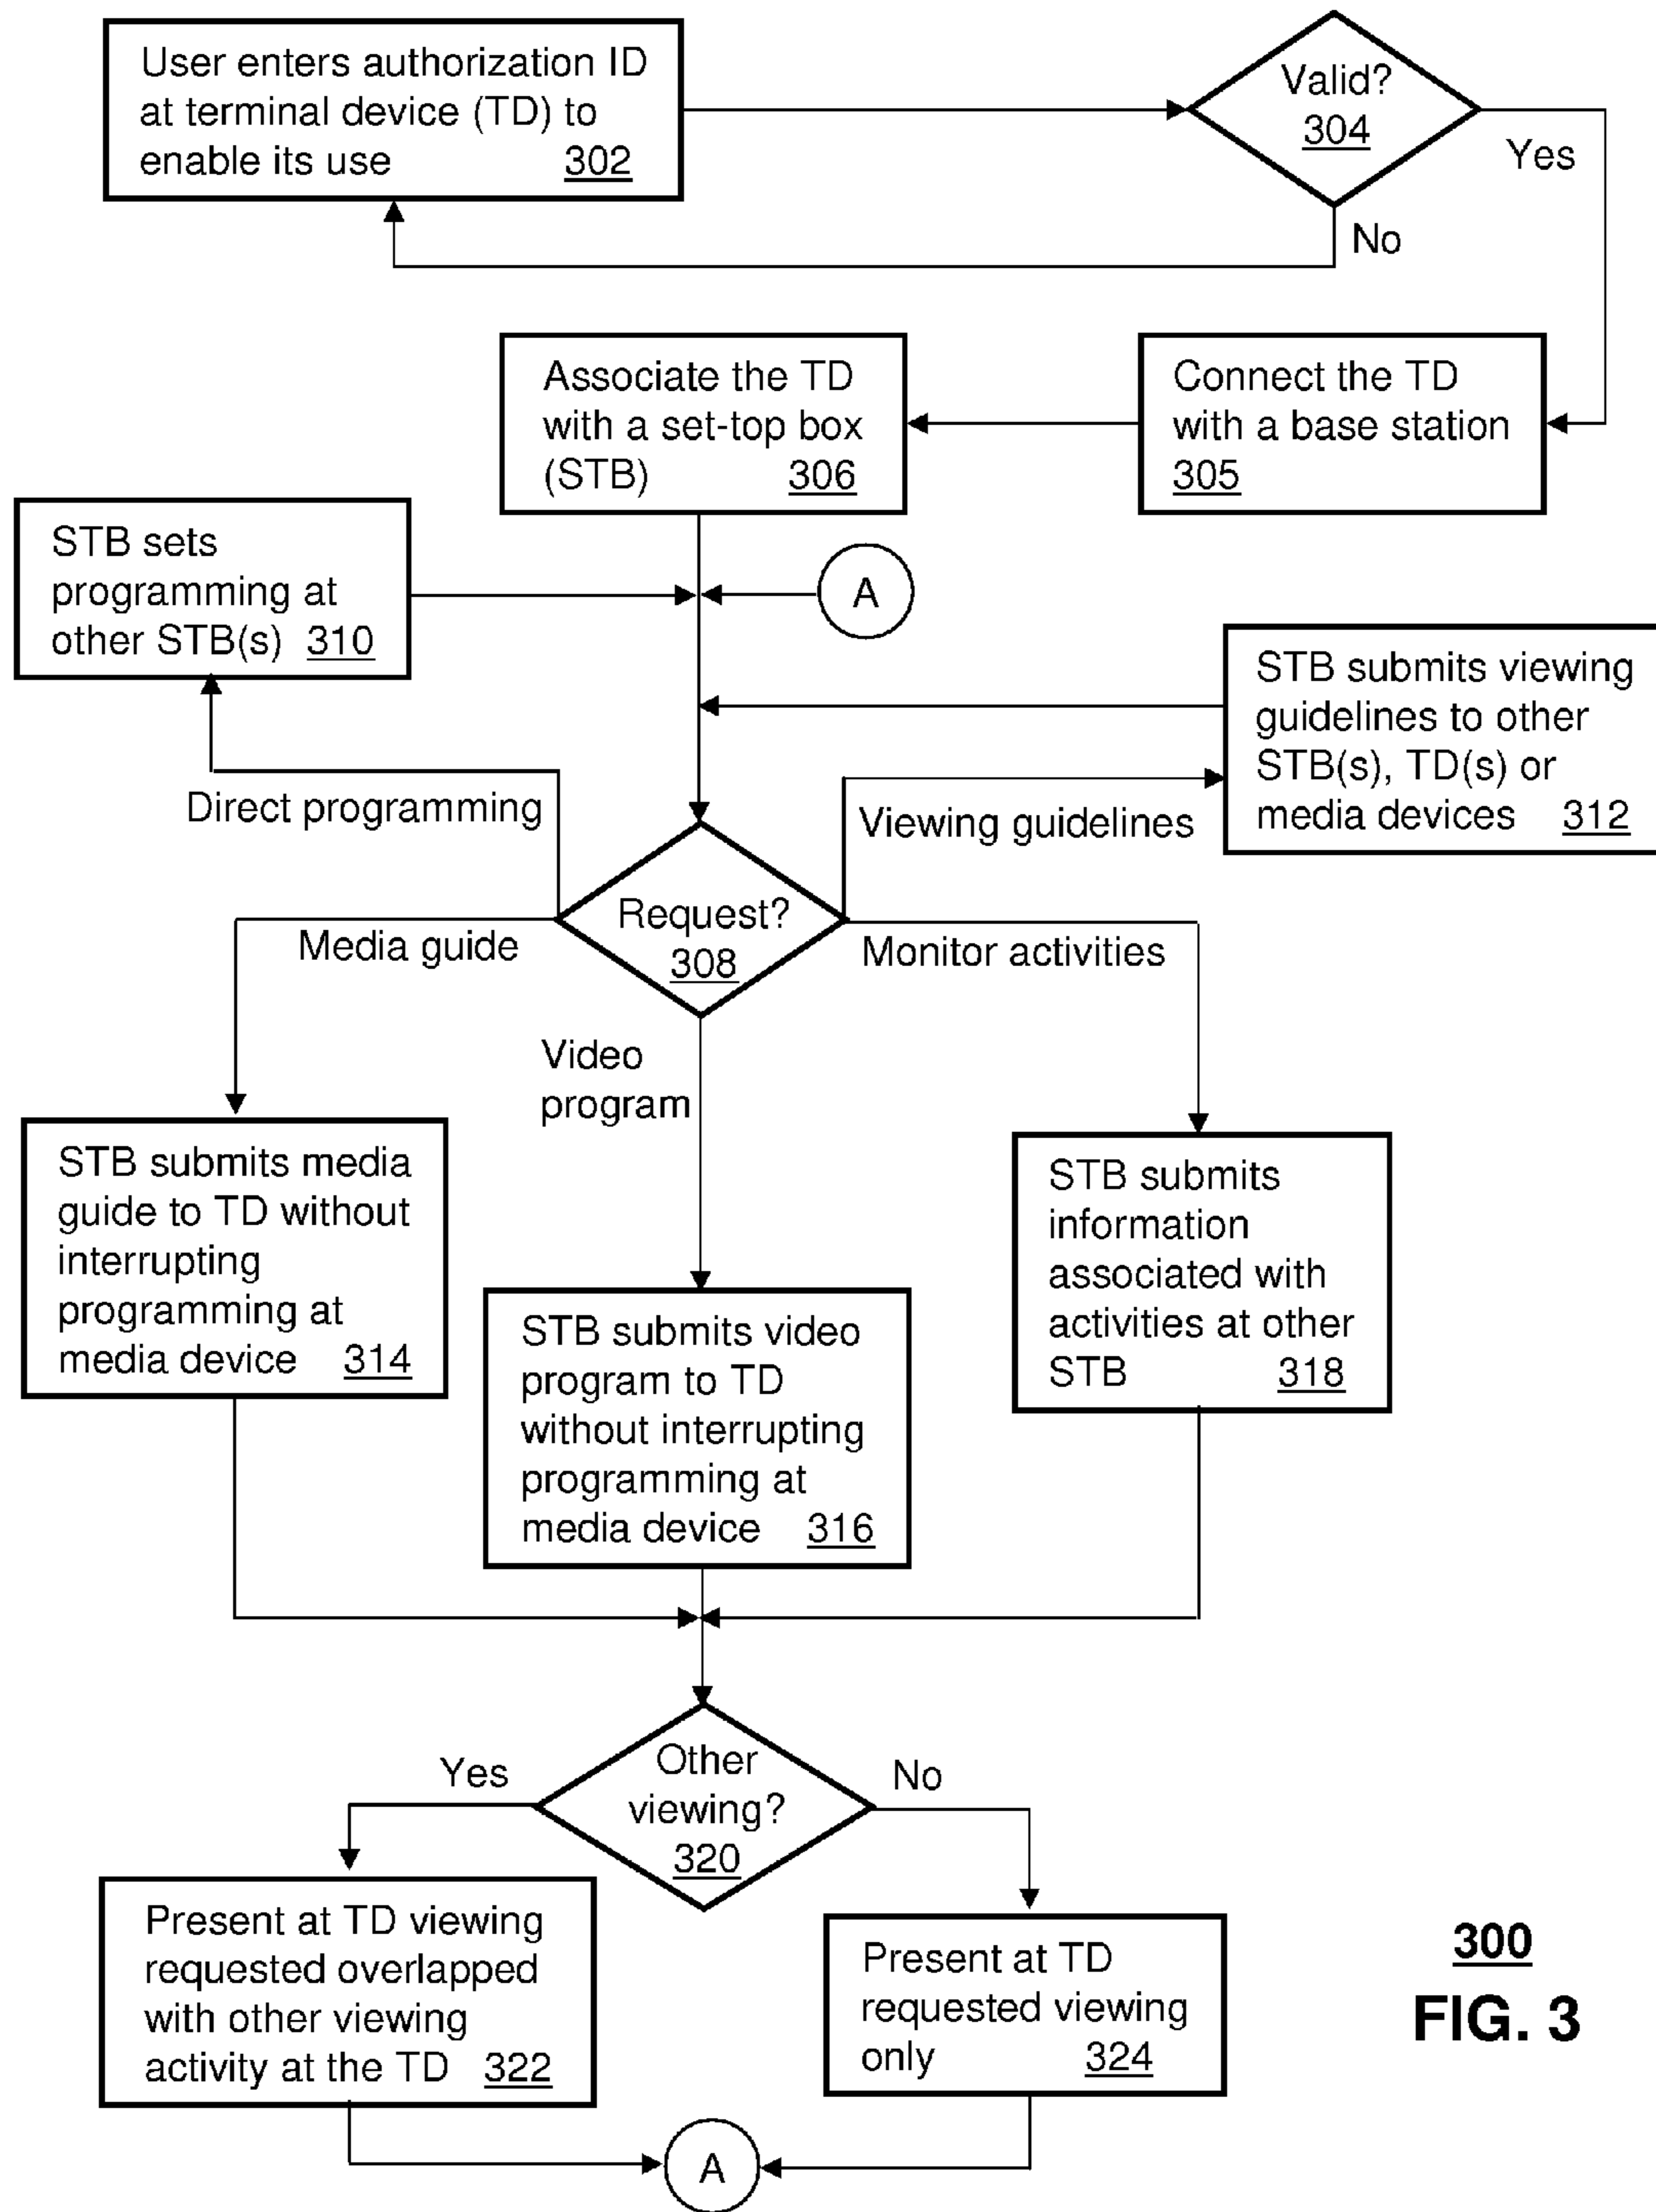 User enters authorization ID
at terminal device (TD) to
enable its use 302
Valid?
304
Yes
No
Associate the TD
with a set-top box
(STB) 306
Connect the TD
with a base station
305
STB sets
programming at
other STB(s) 310
A
STB submits viewing
guidelines to other
STB(s), TD(s) or
media devices 312
Direct programming
Viewing guidelines
Request?
308
Media guide
Monitor activities
Video
program
STB submits media
guide to TD without
interrupting
programming at
media device 314
STB submits video
program to TD
without interrupting
programming at
media device 316
STB submits
information
associated with
activities at other
STB 318
Other
viewing?
320
Yes
No
Present at TD viewing
requested overlapped
with other viewing
activity at the TD 322
Present at TD
requested viewing
only 324
A
300
FIG. 3